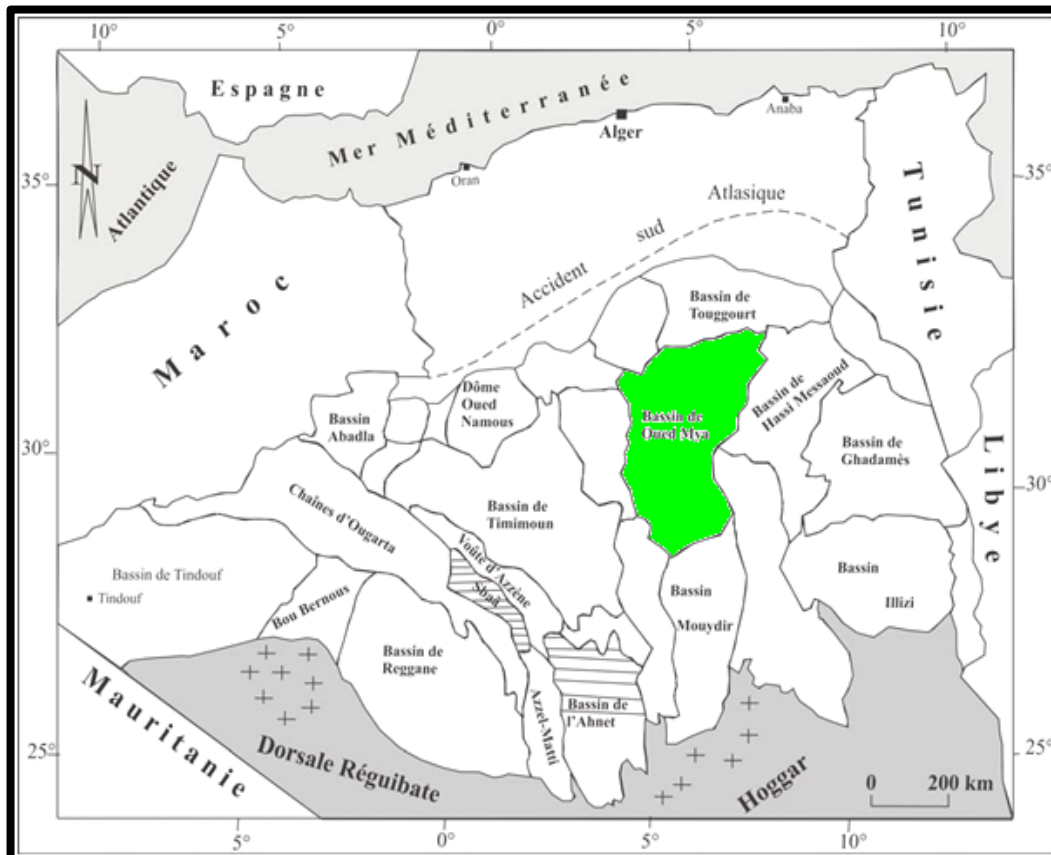 10° 5° 0° 5° 10°
Espagne
Mer Méditerranée
Anaba
Alger
N
Oran
35° 35°
Atlantique
Tunisie
Atlasique
sud
Accident
Maroc
Bassin de
Touggourt
Bassin de
Hassi Messaoud
Dôme
Oued
Namous
Bassin
Abadla
Bassin de
Oued Mya
Bassin de
Ghadamès
Libye
30° 30°
Chaînes d'Ougarta
Bassin de
Timimoun
Voûte d'Azzène
Sbaâ
Bassin de Tindouf
Tindouf
Bassin
Illizi
Bassin
Mouydir
Bou Bernous
Bassin de
Reggane
Azzel-Matti
Bassin de
l'Ahnet
Mauritanie
25° 25°
Dorsale Réguibate
Hoggar
0 200 km
5° 0° 5° 10°